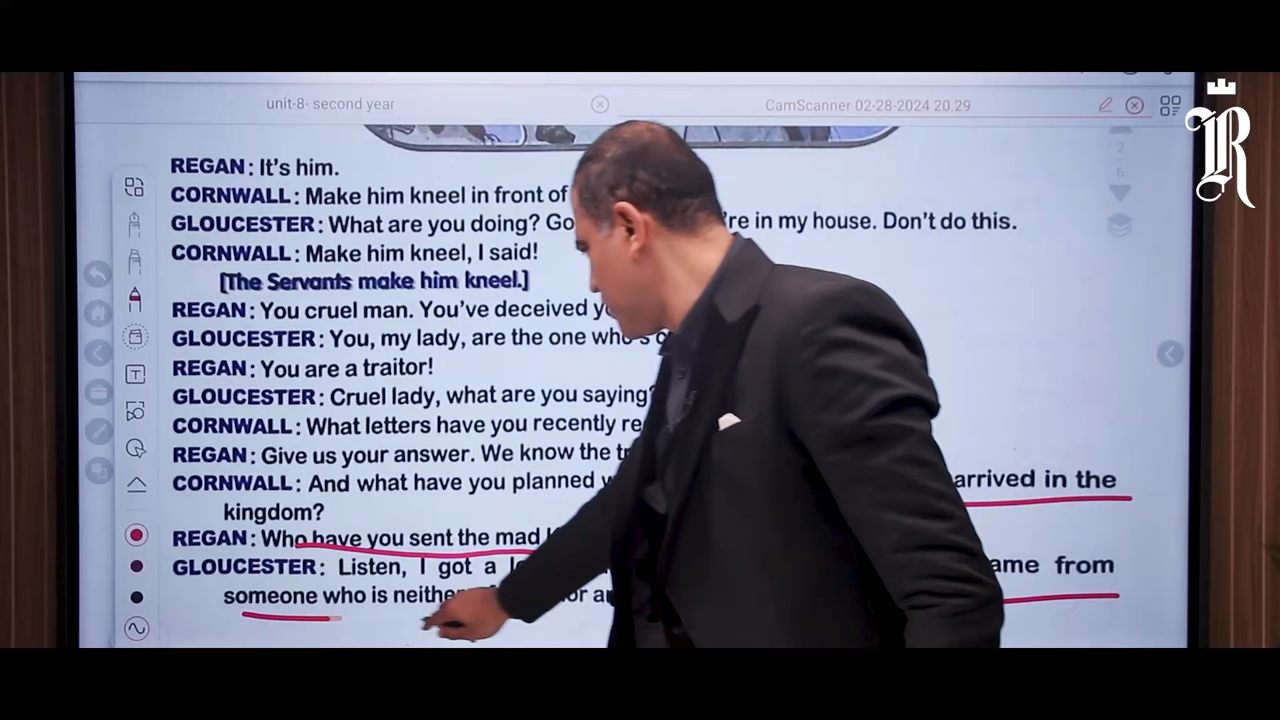 unit-8- second year
CamScanner 02-28-2024 20.29
REGAN: It's him.
CORNWALL: Make him kneel in front of
GLOUCESTER: What are you doing? 're in my house. Don't do this.
CORNWALL: Make him kneel, I said!
[The Servants make him kneel.]
REGAN: You cruel man. You've deceived
GLOUCESTER: You, my lady, are the one who's
REGAN: You are a traitor!
GLOUCESTER: Cruel lady, what are you saying?
CORNWALL: What letters have you recently
REGAN: Give us your answer. We know the
CORNWALL: And what have you planned arrived in the
kingdom?
REGAN: Who have you sent the mad
GLOUCESTER: Listen, I got a from
someone who is neither
2
6
T
R